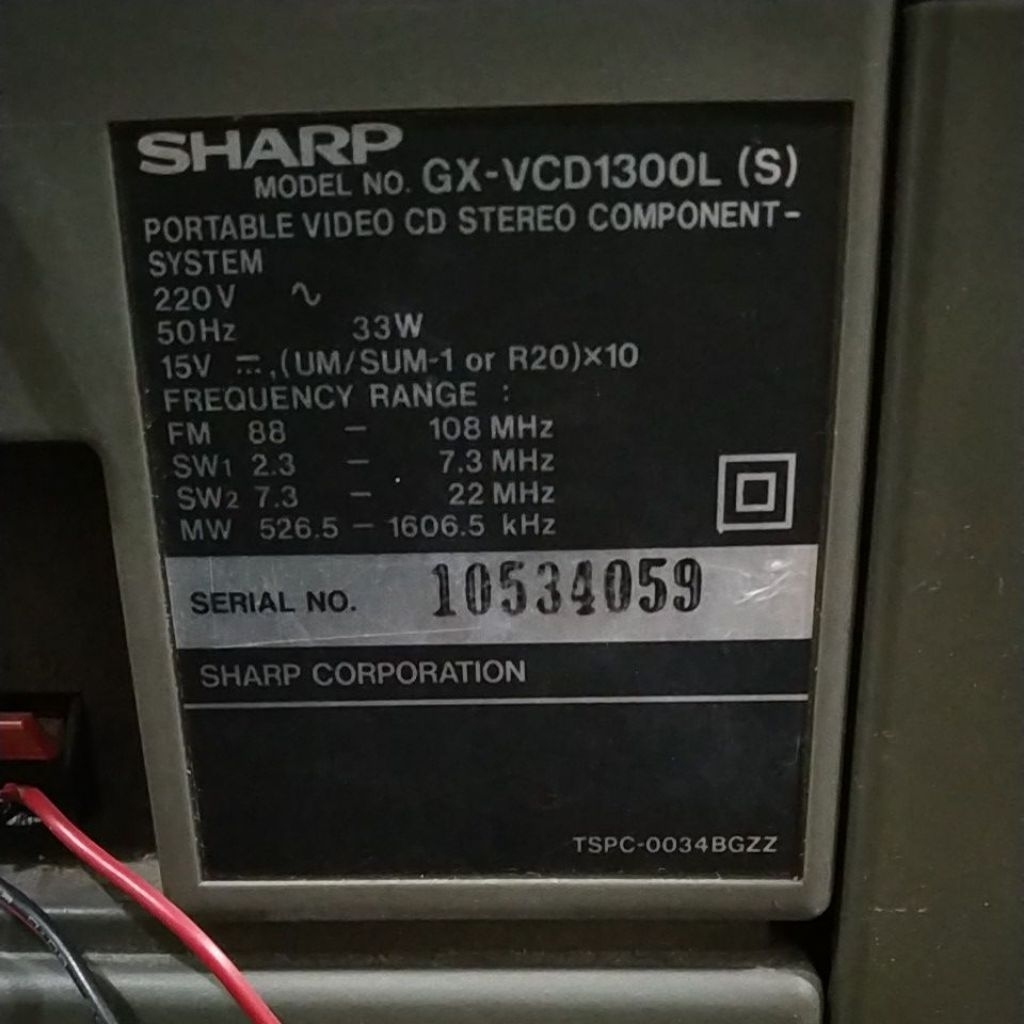 SHARP
MODEL NO. GX-VCD1300L (S)
PORTABLE VIDEO CD STEREO COMPONENT-
SYSTEM
220V ∿
50Hz 33W
15V ⎓,(UM/SUM-1 or R20)×10
FREQUENCY RANGE :
FM 88 – 108 MHz
SW1 2.3 – 7.3 MHz
SW2 7.3 – 22 MHz
MW 526.5 – 1606.5 kHz
SERIAL NO. 10534059
SHARP CORPORATION
TSPC-0034BGZZ